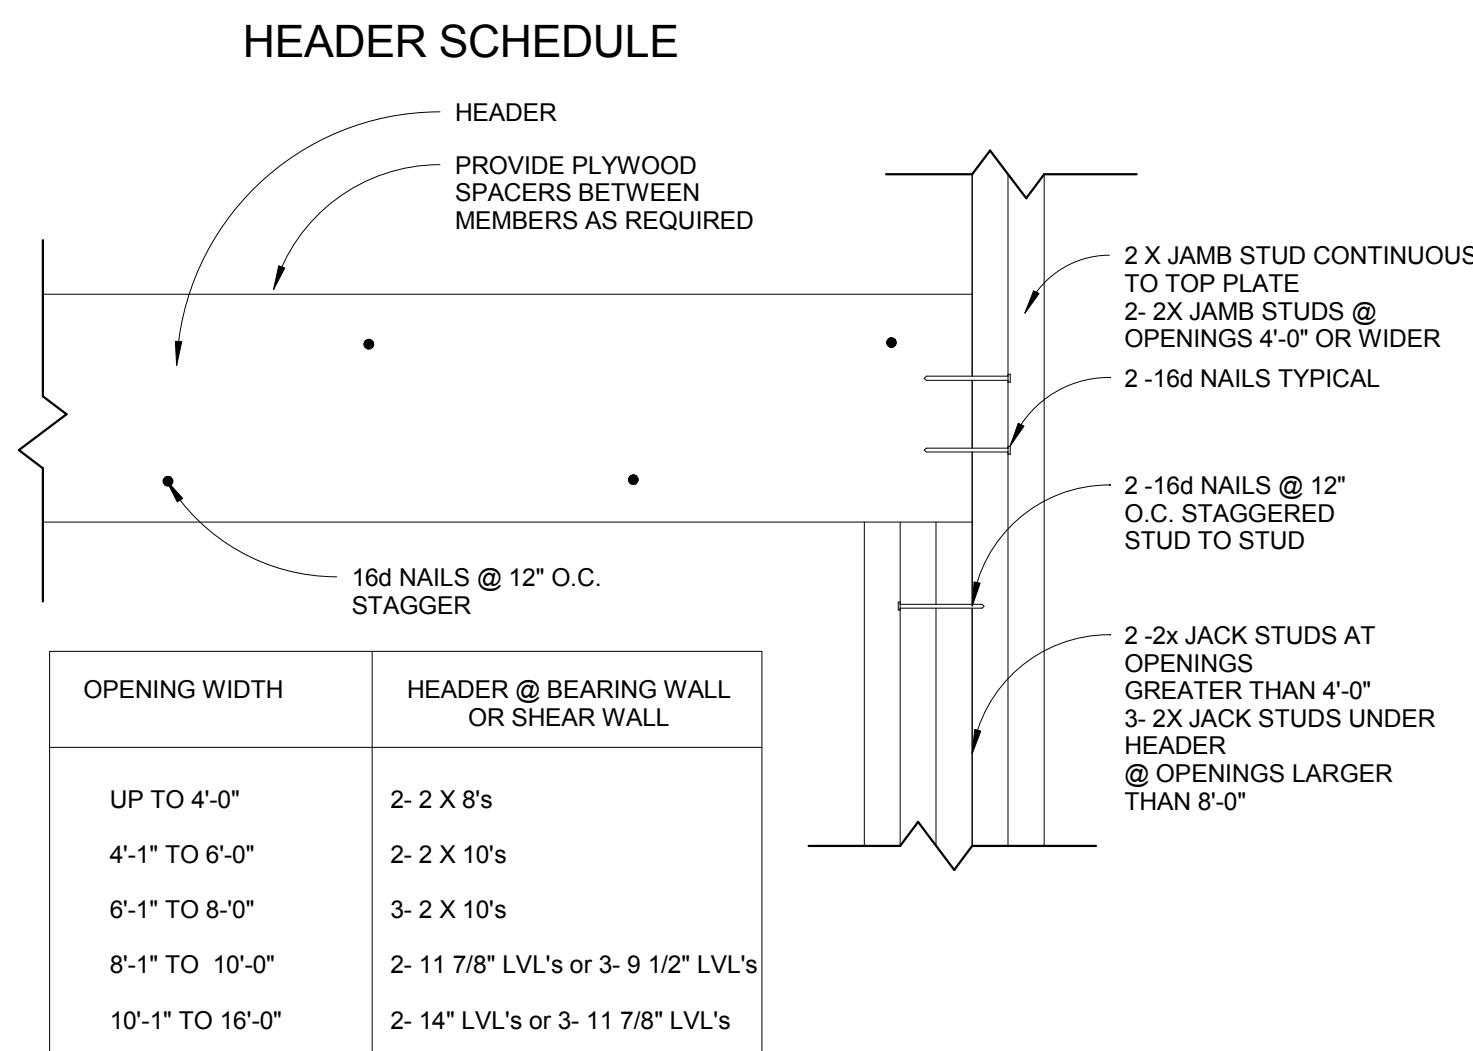 HEADER SCHEDULE
HEADER
PROVIDE PLYWOOD
SPACERS BETWEEN
MEMBERS AS REQUIRED
2 X JAMB STUD CONTINUOUS
TO TOP PLATE
2- 2X JAMB STUDS @
OPENINGS 4'-0" OR WIDER
2 -16d NAILS TYPICAL
2 -16d NAILS @ 12"
O.C. STAGGERED
STUD TO STUD
16d NAILS @ 12" O.C.
STAGGER
2 -2x JACK STUDS AT
OPENINGS
GREATER THAN 4'-0"
3- 2X JACK STUDS UNDER
HEADER
@ OPENINGS LARGER
THAN 8'-0"
OPENING WIDTH
HEADER @ BEARING WALL
OR SHEAR WALL
UP TO 4'-0" 2- 2 X 8's
4'-1" TO 6'-0" 2- 2 X 10's
6'-1" TO 8-'0" 3- 2 X 10's
8'-1" TO 10'-0" 2- 11 7/8" LVL's or 3- 9 1/2" LVL's
10'-1" TO 16'-0" 2- 14" LVL's or 3- 11 7/8" LVL's